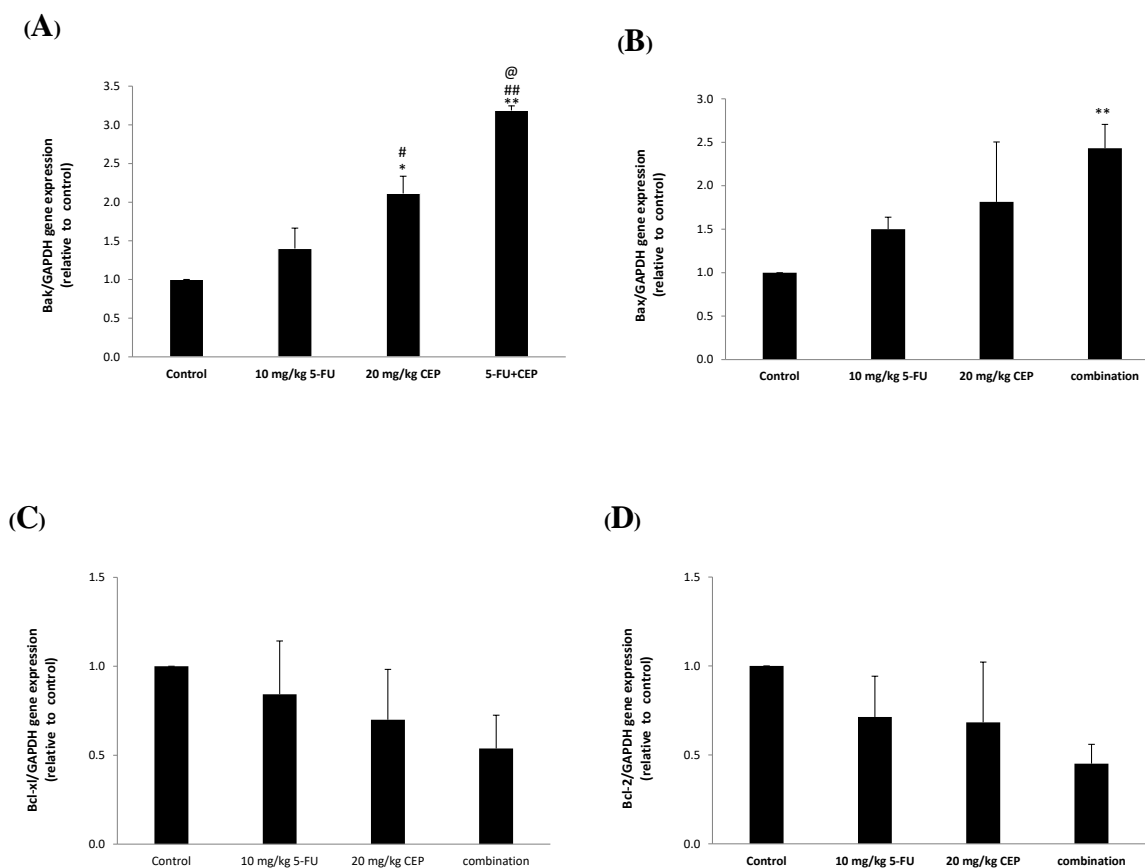 (A)
Bak/GAPDH gene expression
(relative to control)
3.5
3.0
2.5
2.0
1.5
1.0
0.5
0.0
#
*
@
##
**
Control 10 mg/kg 5-FU 20 mg/kg CEP 5-FU+CEP
(B)
Bax/GAPDH gene expression
(relative to control)
3.0
2.5
2.0
1.5
1.0
0.5
0.0
**
Control 10 mg/kg 5-FU 20 mg/kg CEP combination
(C)
Bcl-xl/GAPDH gene expression
(relative to control)
1.5
1.0
0.5
0.0
Control 10 mg/kg 5-FU 20 mg/kg CEP combination
(D)
Bcl-2/GAPDH gene expression
(relative to control)
1.5
1.0
0.5
0.0
Control 10 mg/kg 5-FU 20 mg/kg CEP combination